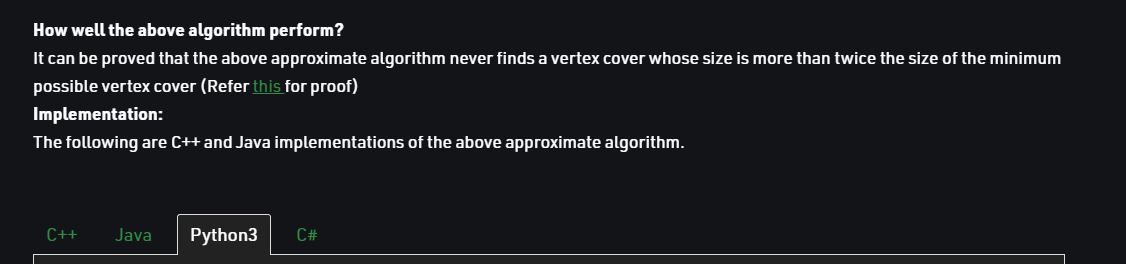 How well the above algorithm perform?
It can be proved that the above approximate algorithm never finds a vertex cover whose size is more than twice the size of the minimum
possible vertex cover (Refer this for proof)
Implementation:
The following are C++ and Java implementations of the above approximate algorithm.
C++ Java Python3 C#